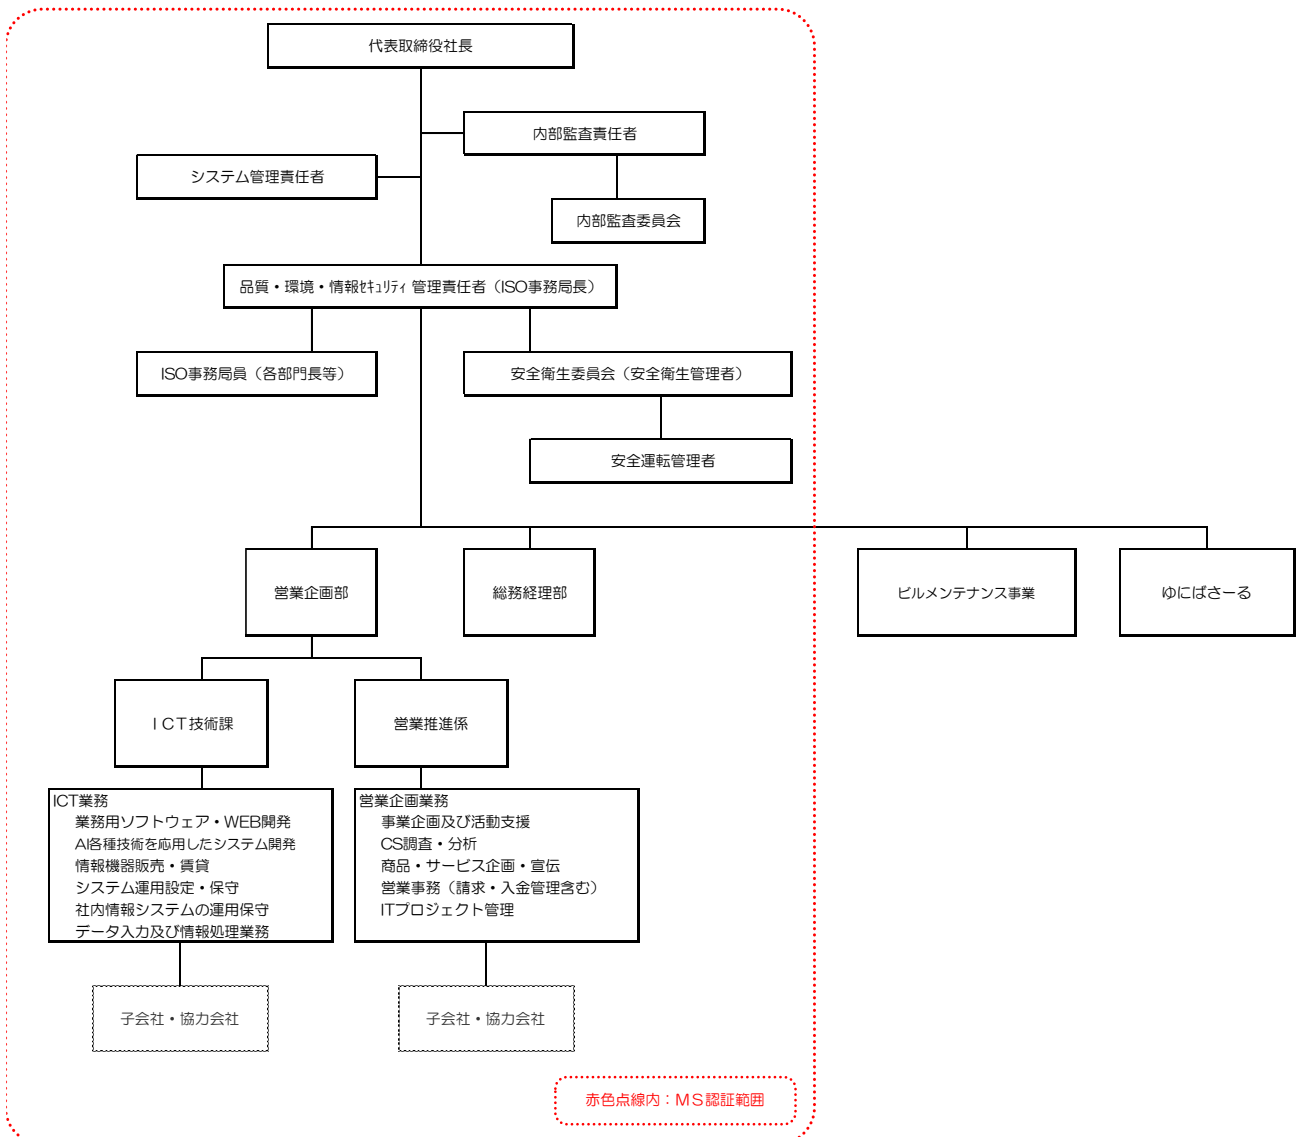 代表取締役社長
内部監査責任者
システム管理責任者
内部監査委員会
品質・環境・情報ｾｷｭﾘﾃｨ 管理責任者（ISO事務局長）
ISO事務局員（各部門長等）
安全衛生委員会（安全衛生管理者）
安全運転管理者
営業企画部
総務経理部
ビルメンテナンス事業
ゆにばさーる
ＩＣＴ技術課
営業推進係
ICT業務
業務用ソフトウェア・WEB開発
AI各種技術を応用したシステム開発
情報機器販売・賃貸
システム運用設定・保守
社内情報システムの運用保守
データ入力及び情報処理業務
営業企画業務
事業企画及び活動支援
CS調査・分析
商品・サービス企画・宣伝
営業事務（請求・入金管理含む）
ITプロジェクト管理
子会社・協力会社
子会社・協力会社
赤色点線内：ＭＳ認証範囲